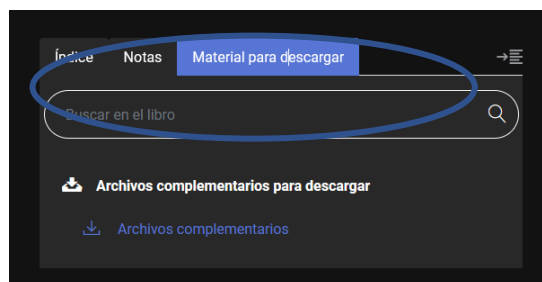 Índice Notas Material para descargar
Buscar en el libro
Archivos complementarios para descargar
Archivos complementarios